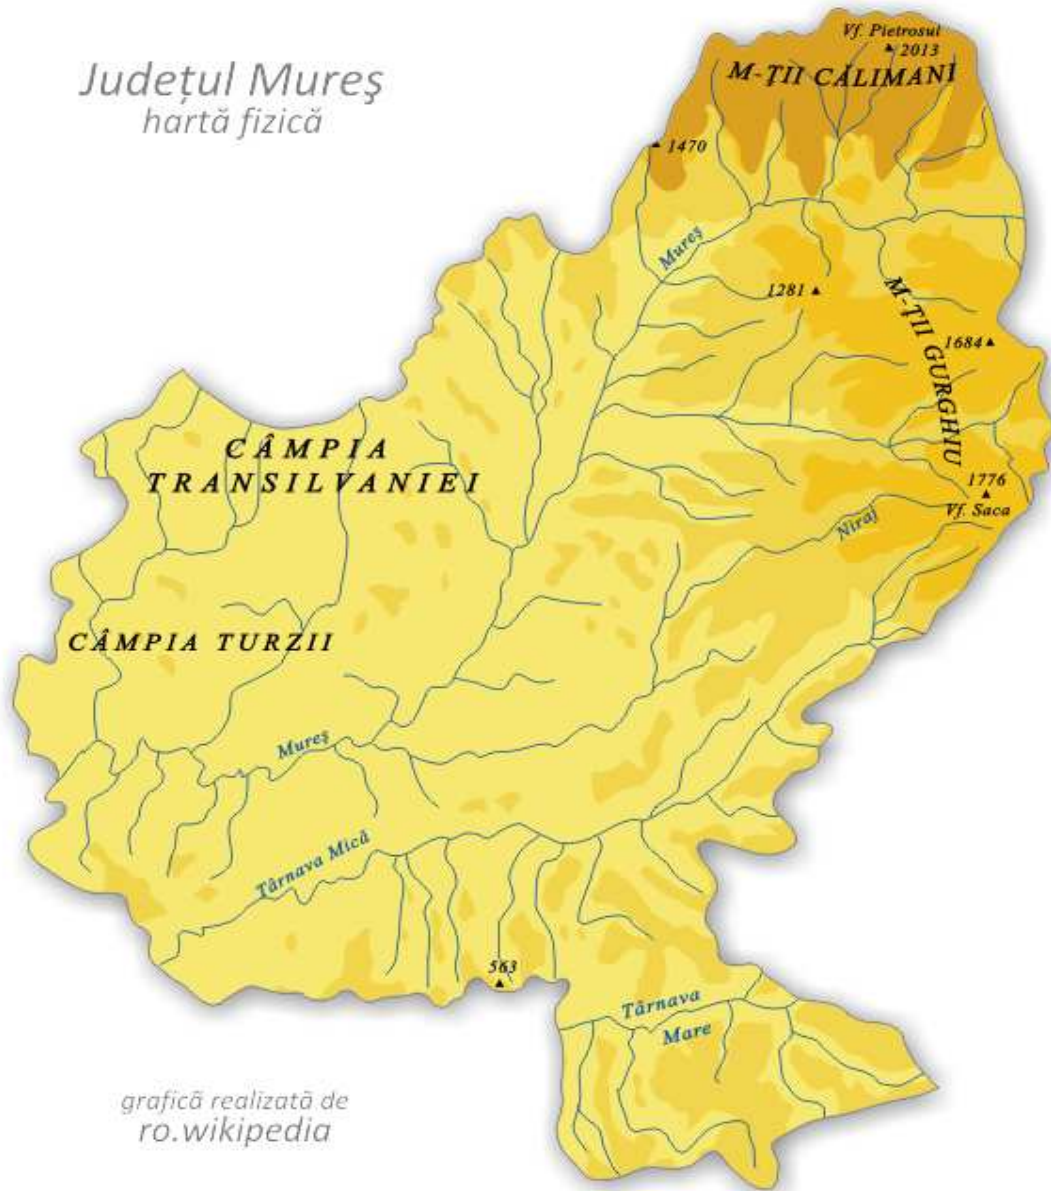 Județul Mureş
hartă fizică
Vf. Pietrosul
2013
M-ȚII CĂLIMANI
1470
Mureş
1281
M-ȚII GURGHIU
1684
CÂMPIA
TRANSILVANIEI
1776
Vf. Saca
Niraj
CÂMPIA TURZII
Mureş
Târnava Mică
563
Târnava
Mare
grafică realizată de
ro.wikipedia